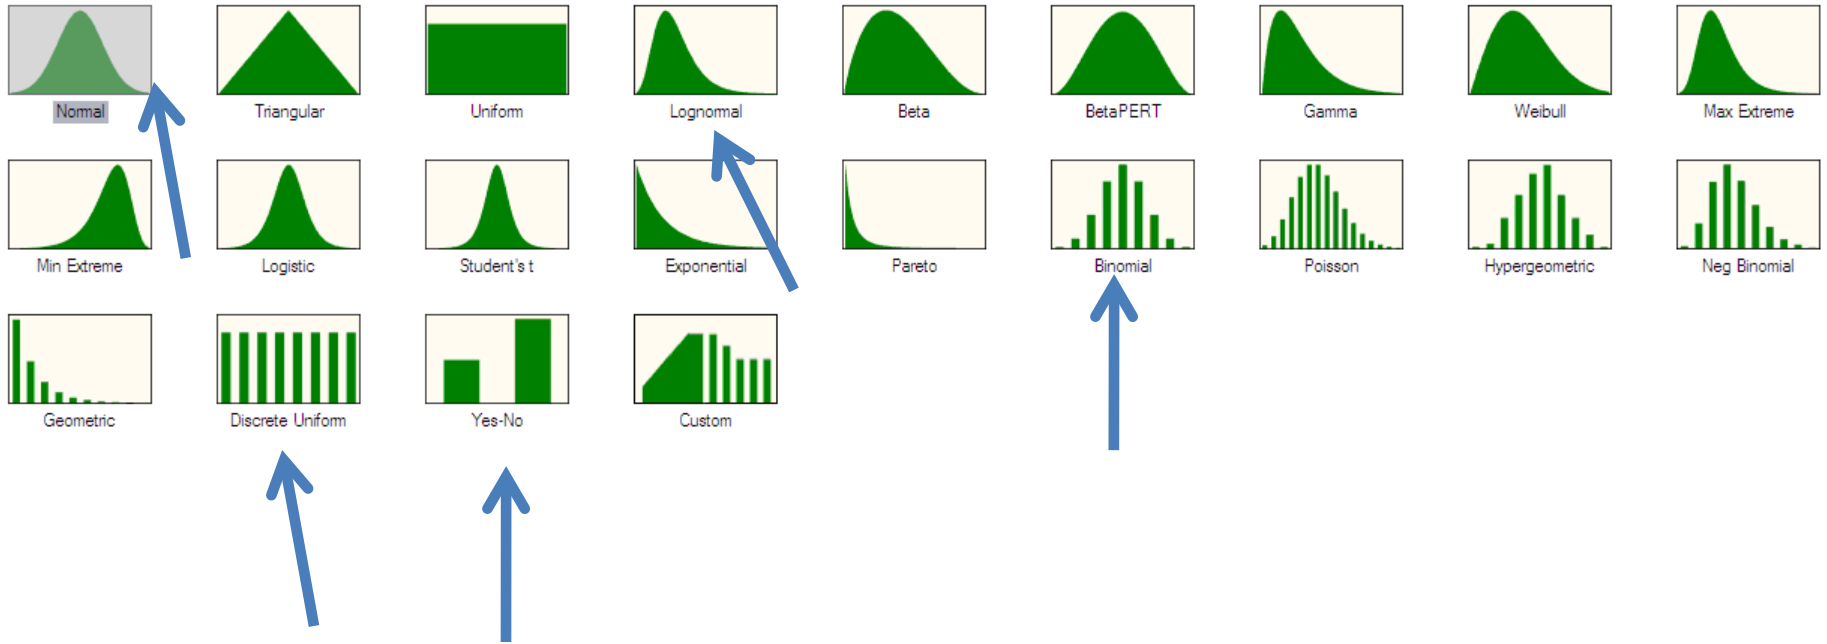 Normal
Triangular
Uniform
Lognormal
Beta
BetaPERT
Gamma
Weibull
Max Extreme
Min Extreme
Logistic
Student's t
Exponential
Pareto
Binomial
Poisson
Hypergeometric
Neg Binomial
Geometric
Discrete Uniform
Yes-No
Custom